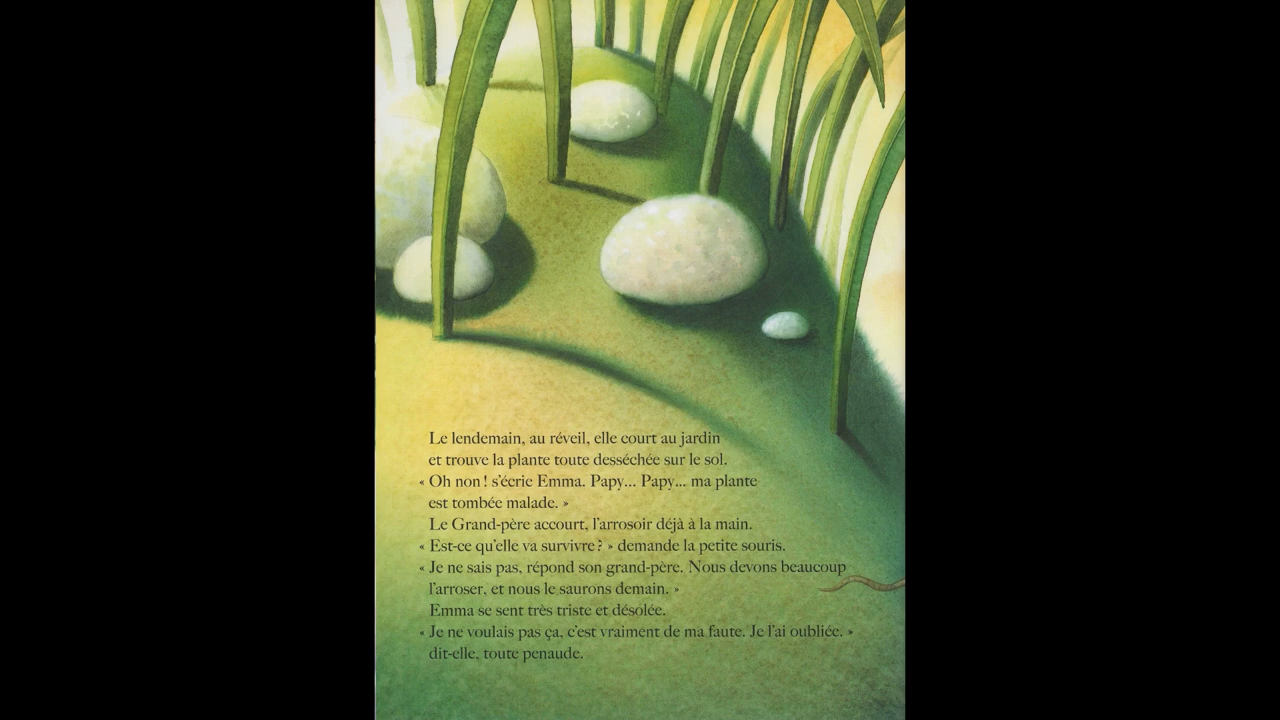 Le lendemain, au réveil, elle court au jardin
et trouve la plante toute desséchée sur le sol.
« Oh non ! s'écrie Emma. Papy... Papy... ma plante
est tombée malade. »
Le Grand-père accourt, l'arrosoir déjà à la main.
« Est-ce qu'elle va survivre ? » demande la petite souris.
« Je ne sais pas, répond son grand-père. Nous devons beaucoup
l'arroser, et nous le saurons demain. »
Emma se sent très triste et désolée.
« Je ne voulais pas ça, c'est vraiment de ma faute. Je l'ai oubliée. »
dit-elle, toute penaude.